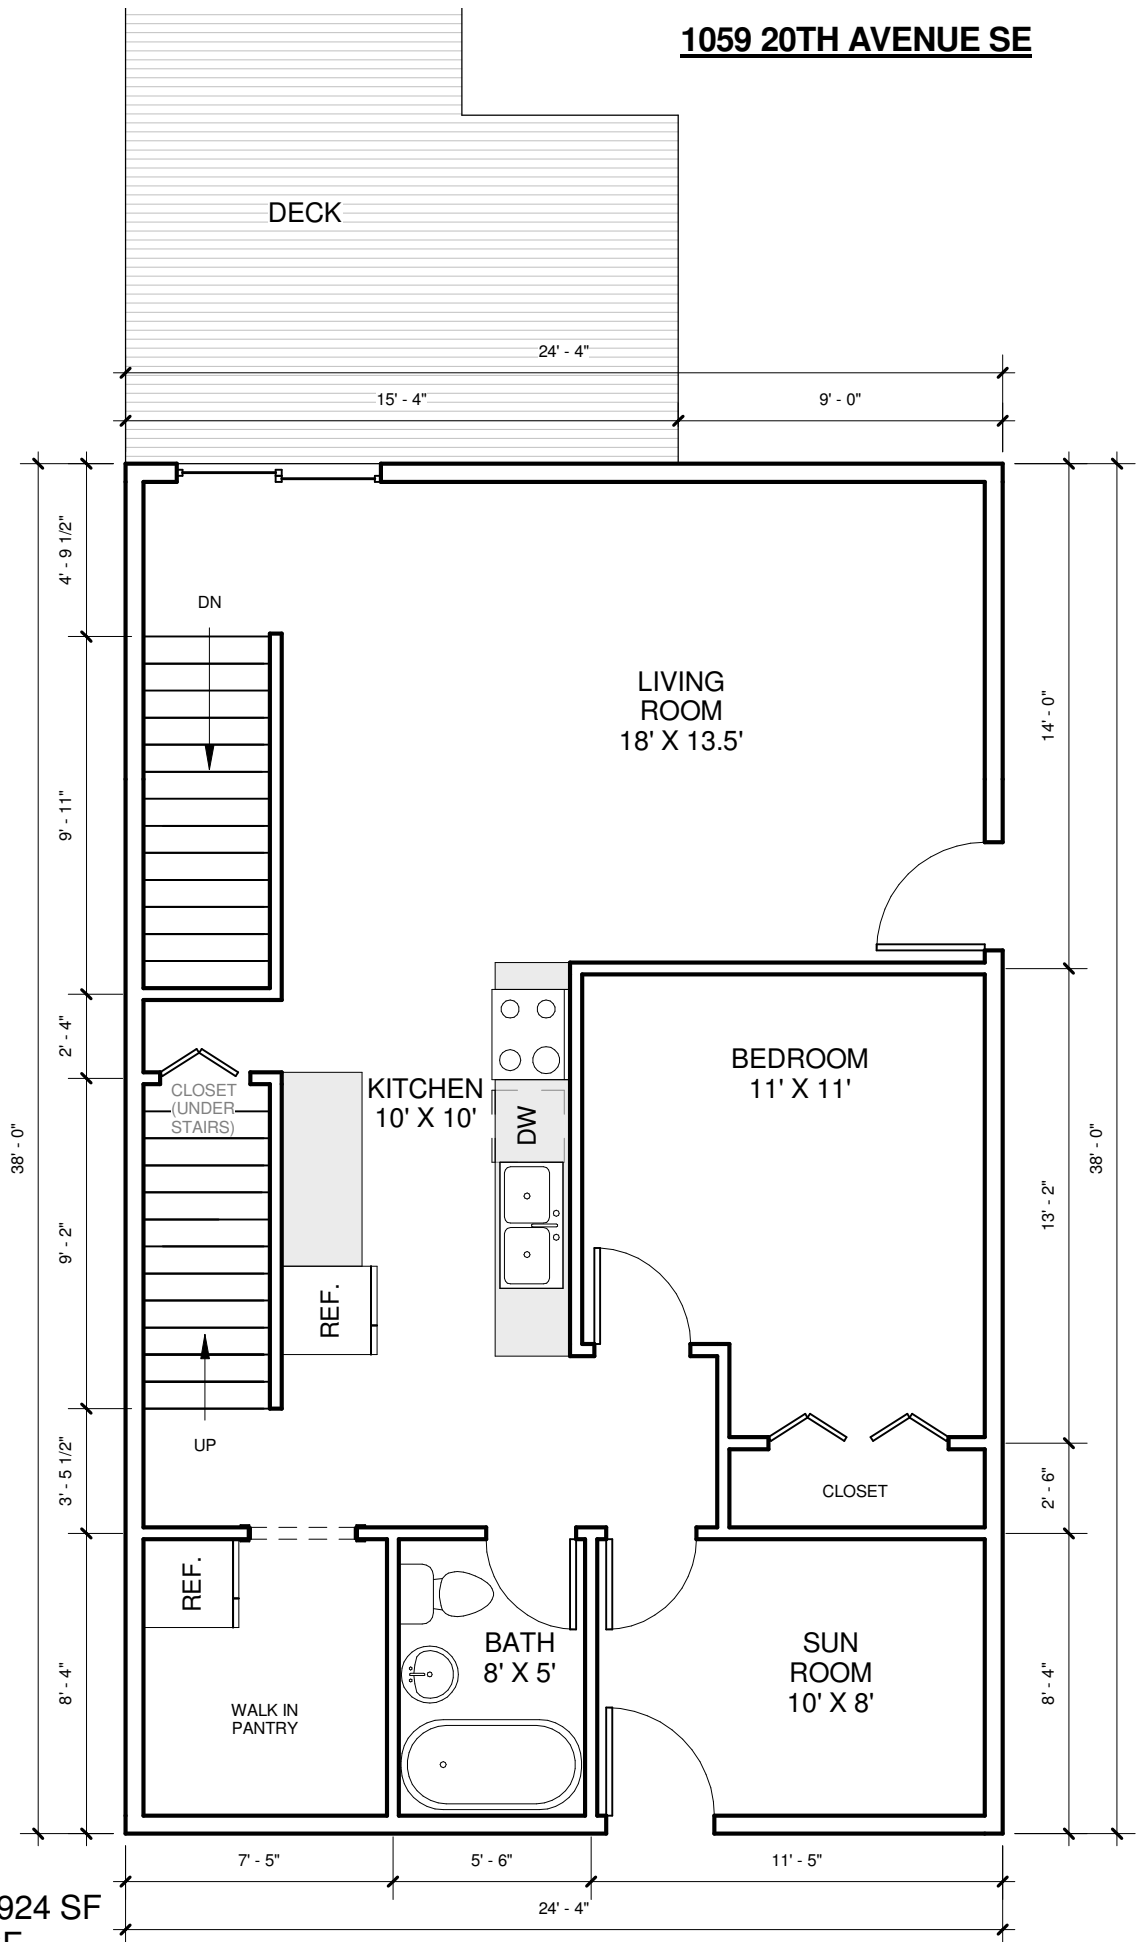 1059 20TH AVENUE SE
DECK
24' - 4"
15' - 4"
9' - 0"
4' - 9 1/2"
DN
LIVING
ROOM
18' X 13.5'
14' - 0"
9' - 11"
2' - 4"
CLOSET
(UNDER
STAIRS)
KITCHEN
10' X 10'
DW
BEDROOM
11' X 11'
38' - 0"
38' - 0"
13' - 2"
9' - 2"
REF.
UP
3' - 5 1/2"
CLOSET
2' - 6"
REF.
BATH
8' X 5'
SUN
ROOM
10' X 8'
8' - 4"
8' - 4"
WALK IN
PANTRY
7' - 5"
5' - 6"
11' - 5"
924 SF
24' - 4"